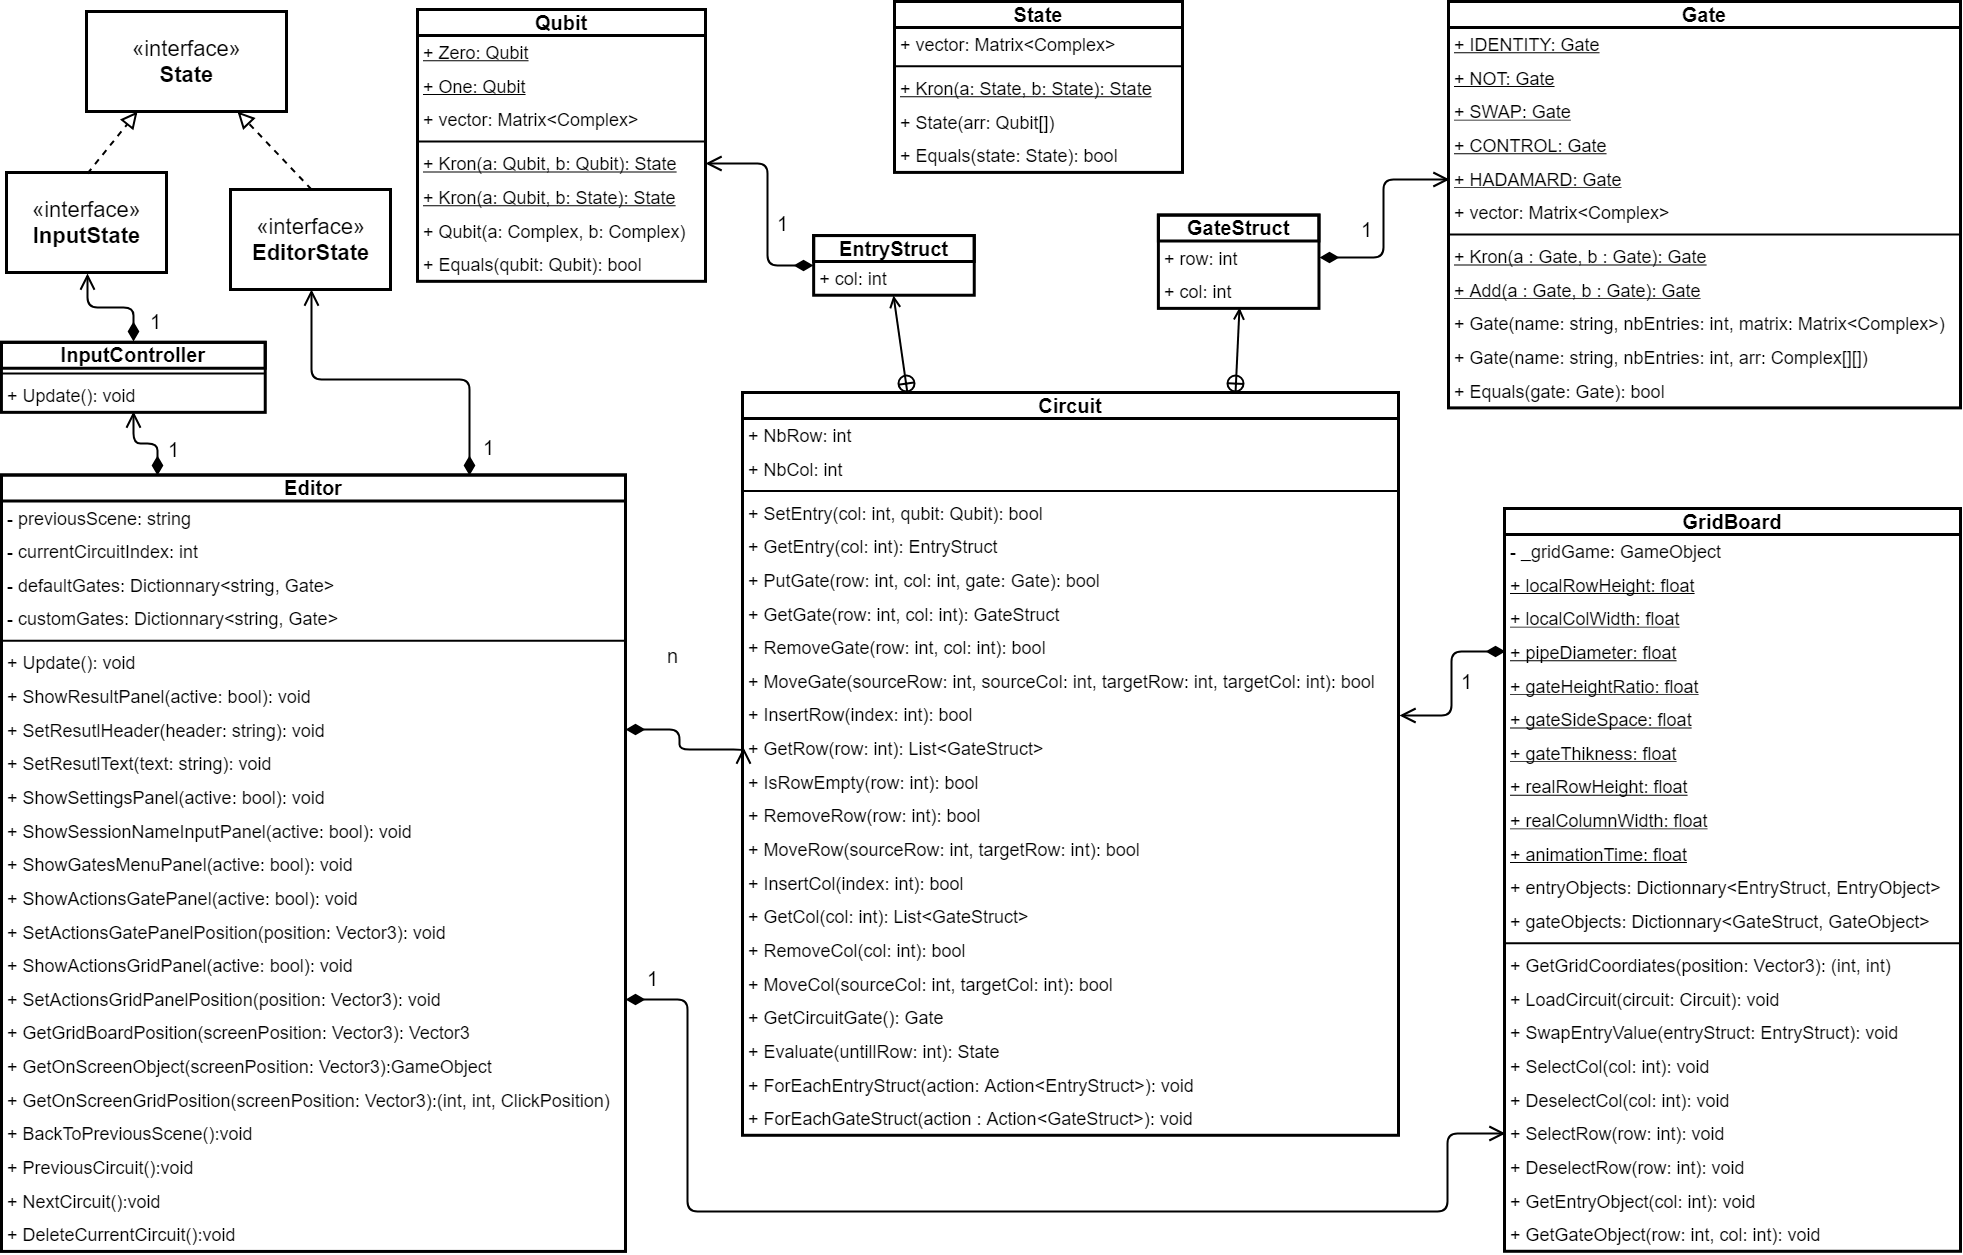 «interface»
State
«interface»
InputState
«interface»
EditorState
1
InputController
+ Update(): void
1
1
Qubit
+ Zero: Qubit
+ One: Qubit
+ vector: Matrix<Complex>
+ Kron(a: Qubit, b: Qubit): State
+ Kron(a: Qubit, b: State): State
+ Qubit(a: Complex, b: Complex)
+ Equals(qubit: Qubit): bool
1
EntryStruct
+ col: int
State
+ vector: Matrix<Complex>
+ Kron(a: State, b: State): State
+ State(arr: Qubit[])
+ Equals(state: State): bool
GateStruct
+ row: int
+ col: int
1
Gate
+ IDENTITY: Gate
+ NOT: Gate
+ SWAP: Gate
+ CONTROL: Gate
+ HADAMARD: Gate
+ vector: Matrix<Complex>
+ Kron(a : Gate, b : Gate): Gate
+ Add(a : Gate, b : Gate): Gate
+ Gate(name: string, nbEntries: int, matrix: Matrix<Complex>)
+ Gate(name: string, nbEntries: int, arr: Complex[][])
+ Equals(gate: Gate): bool
Editor
- previousScene: string
- currentCircuitIndex: int
- defaultGates: Dictionnary<string, Gate>
- customGates: Dictionnary<string, Gate>
+ Update(): void
+ ShowResultPanel(active: bool): void
+ SetResutlHeader(header: string): void
+ SetResutlText(text: string): void
+ ShowSettingsPanel(active: bool): void
+ ShowSessionNameInputPanel(active: bool): void
+ ShowGatesMenuPanel(active: bool): void
+ ShowActionsGatePanel(active: bool): void
+ SetActionsGatePanelPosition(position: Vector3): void
+ ShowActionsGridPanel(active: bool): void
+ SetActionsGridPanelPosition(position: Vector3): void
+ GetGridBoardPosition(screenPosition: Vector3): Vector3
+ GetOnScreenObject(screenPosition: Vector3):GameObject
+ GetOnScreenGridPosition(screenPosition: Vector3):(int, int, ClickPosition)
+ BackToPreviousScene():void
+ PreviousCircuit():void
+ NextCircuit():void
+ DeleteCurrentCircuit():void
n
1
Circuit
+ NbRow: int
+ NbCol: int
+ SetEntry(col: int, qubit: Qubit): bool
+ GetEntry(col: int): EntryStruct
+ PutGate(row: int, col: int, gate: Gate): bool
+ GetGate(row: int, col: int): GateStruct
+ RemoveGate(row: int, col: int): bool
+ MoveGate(sourceRow: int, sourceCol: int, targetRow: int, targetCol: int): bool
+ InsertRow(index: int): bool
+ GetRow(row: int): List<GateStruct>
+ IsRowEmpty(row: int): bool
+ RemoveRow(row: int): bool
+ MoveRow(sourceRow: int, targetRow: int): bool
+ InsertCol(index: int): bool
+ GetCol(col: int): List<GateStruct>
+ RemoveCol(col: int): bool
+ MoveCol(sourceCol: int, targetCol: int): bool
+ GetCircuitGate(): Gate
+ Evaluate(untillRow: int): State
+ ForEachEntryStruct(action: Action<EntryStruct>): void
+ ForEachGateStruct(action : Action<GateStruct>): void
1
GridBoard
- _gridGame: GameObject
+ localRowHeight: float
+ localColWidth: float
+ pipeDiameter: float
+ gateHeightRatio: float
+ gateSideSpace: float
+ gateThikness: float
+ realRowHeight: float
+ realColumnWidth: float
+ animationTime: float
+ entryObjects: Dictionnary<EntryStruct, EntryObject>
+ gateObjects: Dictionnary<GateStruct, GateObject>
+ GetGridCoordiates(position: Vector3): (int, int)
+ LoadCircuit(circuit: Circuit): void
+ SwapEntryValue(entryStruct: EntryStruct): void
+ SelectCol(col: int): void
+ DeselectCol(col: int): void
+ SelectRow(row: int): void
+ DeselectRow(row: int): void
+ GetEntryObject(col: int): void
+ GetGateObject(row: int, col: int): void